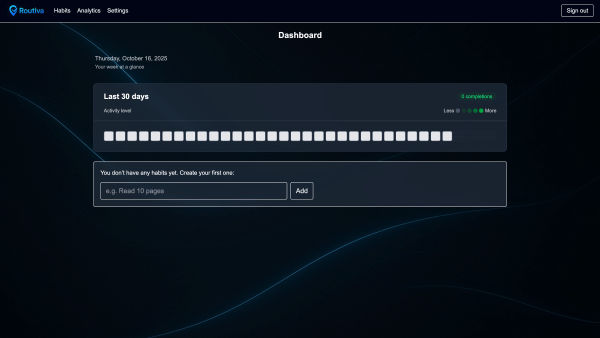 Routiva Habits Analytics Settings Sign out
Dashboard
Thursday, October 16, 2025
Your week at a glance
Last 30 days 0 completions
Activity level Less More
You don't have any habits yet. Create your first one:
e.g. Read 10 pages Add